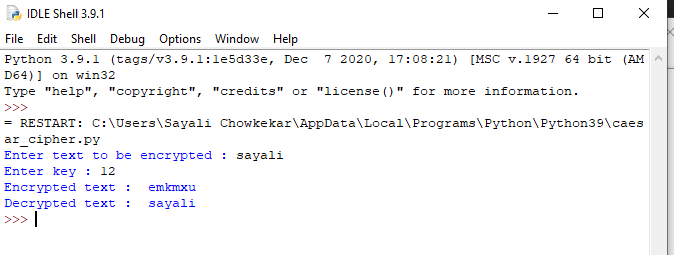 IDLE Shell 3.9.1
File Edit Shell Debug Options Window Help
Python 3.9.1 (tags/v3.9.1:1e5d33e, Dec  7 2020, 17:08:21) [MSC v.1927 64 bit (AM
D64)] on win32
Type "help", "copyright", "credits" or "license()" for more information.
>>>
= RESTART: C:\Users\Sayali Chowkekar\AppData\Local\Programs\Python\Python39\caes
ar_cipher.py
Enter text to be encrypted : sayali
Enter key : 12
Encrypted text :  emkmxu
Decrypted text :  sayali
>>>